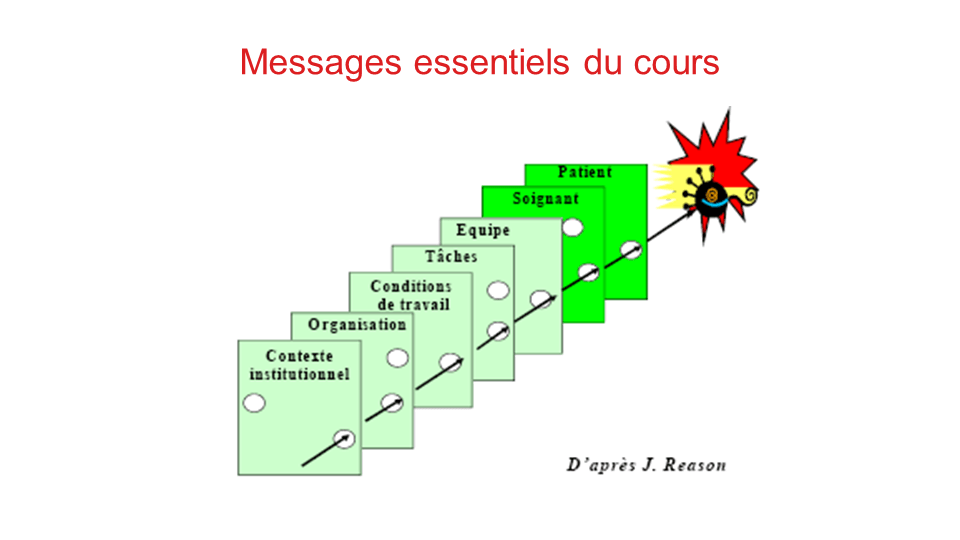 Messages essentiels du cours
Patient
Soignant
Equipe
Tâches
Conditions
de travail
Organisation
Contexte
institutionnel
D'après J. Reason